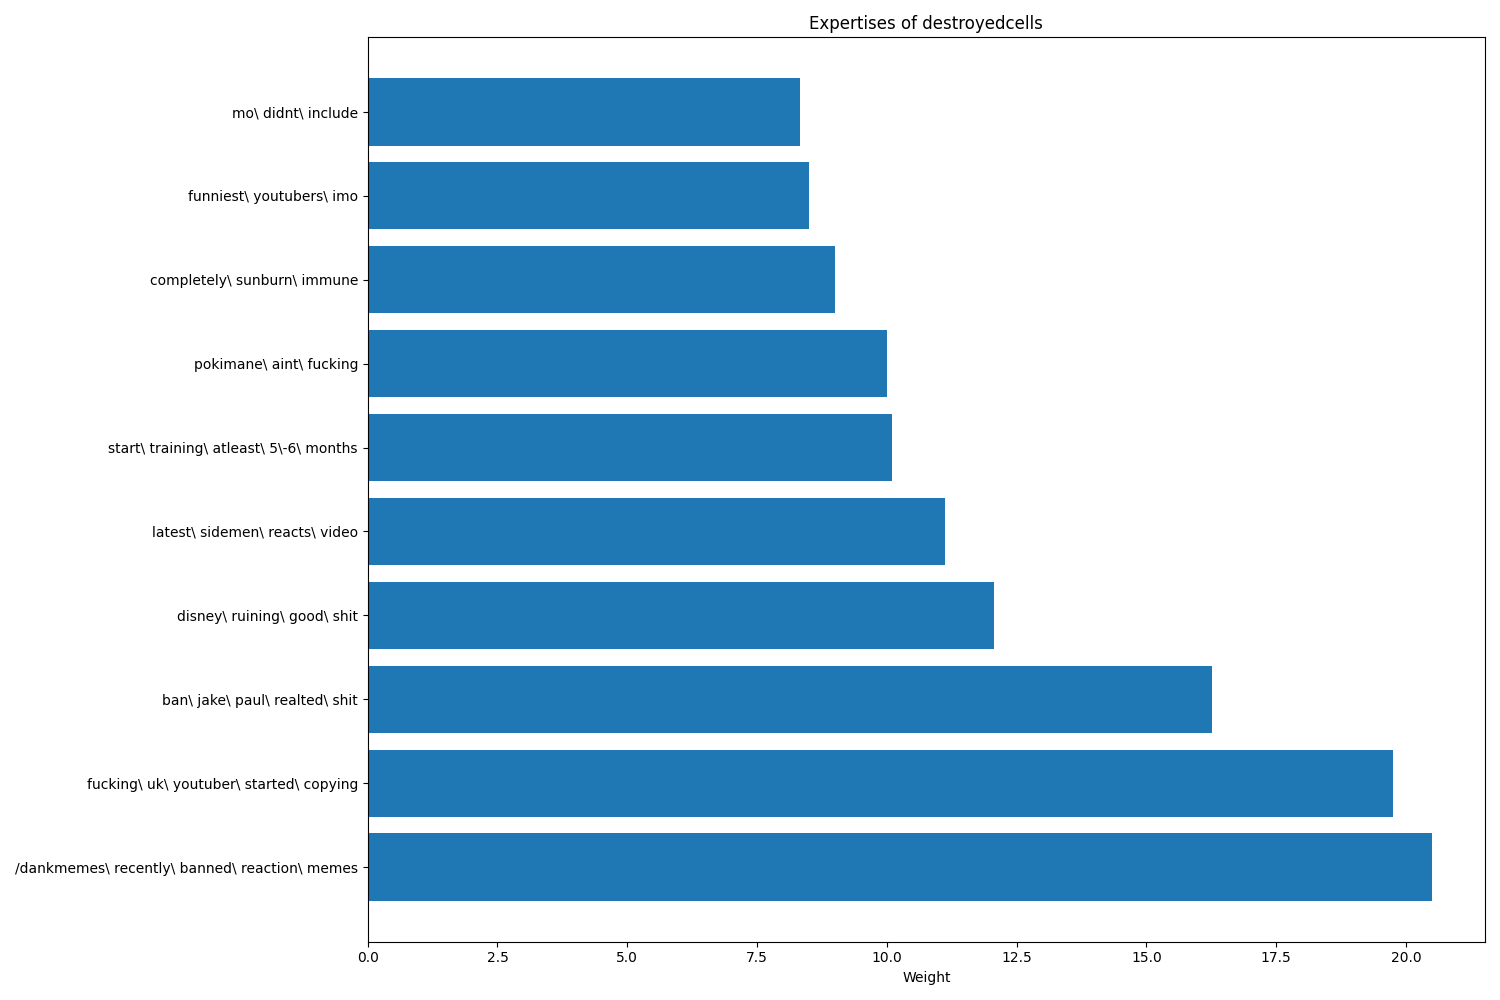 Expertises of destroyedcells
mo\ didnt\ include
funniest\ youtubers\ imo
completely\ sunburn\ immune
pokimane\ aint\ fucking
start\ training\ atleast\ 5\-6\ months
latest\ sidemen\ reacts\ video
disney\ ruining\ good\ shit
ban\ jake\ paul\ realted\ shit
fucking\ uk\ youtuber\ started\ copying
/dankmemes\ recently\ banned\ reaction\ memes
0.0 2.5 5.0 7.5 10.0 12.5 15.0 17.5 20.0
Weight